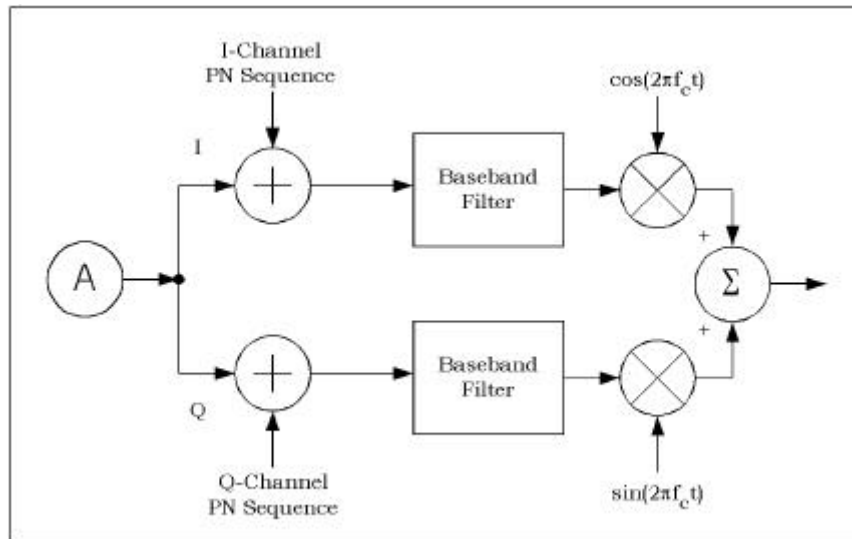 I-Channel
PN Sequence
cos(2πf_ct)
I
Baseband
Filter
+
A
Σ
+
Baseband
Filter
Q
Q-Channel
PN Sequence
sin(2πf_ct)